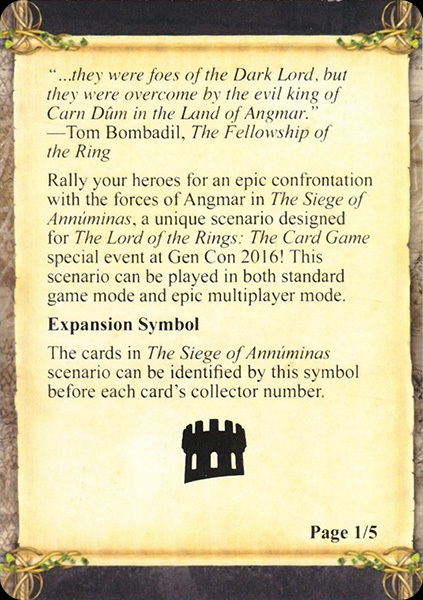 “...they were foes of the Dark Lord, but
they were overcome by the evil king of
Carn Dûm in the Land of Angmar.”
—Tom Bombadil, The Fellowship of
the Ring
Rally your heroes for an epic confrontation
with the forces of Angmar in The Siege of
Annúminas, a unique scenario designed
for The Lord of the Rings: The Card Game
special event at Gen Con 2016! This
scenario can be played in both standard
game mode and epic multiplayer mode.
Expansion Symbol
The cards in The Siege of Annúminas
scenario can be identified by this symbol
before each card’s collector number.
Page 1/5